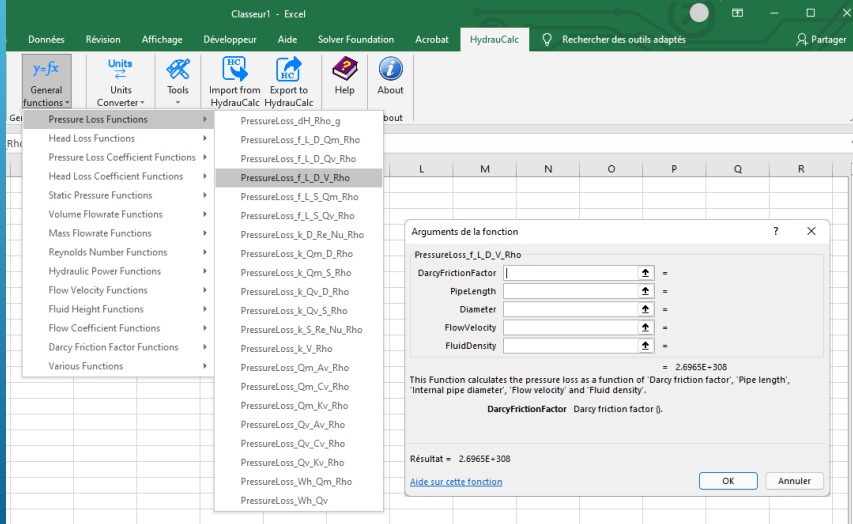 Classeur1 - Excel
Données Révision Affichage Développeur Aide Solver Foundation Acrobat HydrauCalc Rechercher des outils adaptés Partager
y=fx Units HC HC i
General Units Tools Import from Export to Help About
functions Converter HydrauCalc HydrauCalc
bout
Pressure Loss Functions
Head Loss Functions
Pressure Loss Coefficient Functions
Head Loss Coefficient Functions
Static Pressure Functions
Volume Flowrate Functions
Mass Flowrate Functions
Reynolds Number Functions
Hydraulic Power Functions
Flow Velocity Functions
Fluid Height Functions
Flow Coefficient Functions
Darcy Friction Factor Functions
Various Functions
PressureLoss_dH_Rho_g
PressureLoss_f_L_D_Qm_Rho
PressureLoss_f_L_D_Qv_Rho
PressureLoss_f_L_D_V_Rho
PressureLoss_f_L_S_Qm_Rho
PressureLoss_f_L_S_Qv_Rho
PressureLoss_k_D_Re_Nu_Rho
PressureLoss_k_Qm_D_Rho
PressureLoss_k_Qm_S_Rho
PressureLoss_k_Qv_D_Rho
PressureLoss_k_Qv_S_Rho
PressureLoss_k_S_Re_Nu_Rho
PressureLoss_k_V_Rho
PressureLoss_Qm_Av_Rho
PressureLoss_Qm_Cv_Rho
PressureLoss_Qm_Kv_Rho
PressureLoss_Qv_Av_Rho
PressureLoss_Qv_Cv_Rho
PressureLoss_Qv_Kv_Rho
PressureLoss_Wh_Qm_Rho
PressureLoss_Wh_Qv
L M N O P Q R
Arguments de la fonction ? ×
PressureLoss_f_L_D_V_Rho
DarcyFrictionFactor =
PipeLength =
Diameter =
FlowVelocity =
FluidDensity =
= 2.6965E+308
This Function calculates the pressure loss as a function of 'Darcy friction factor', 'Pipe length',
'Internal pipe diameter', 'Flow velocity' and 'Fluid density'.
DarcyFrictionFactor Darcy friction factor ().
Résultat = 2.6965E+308
Aide sur cette fonction OK Annuler